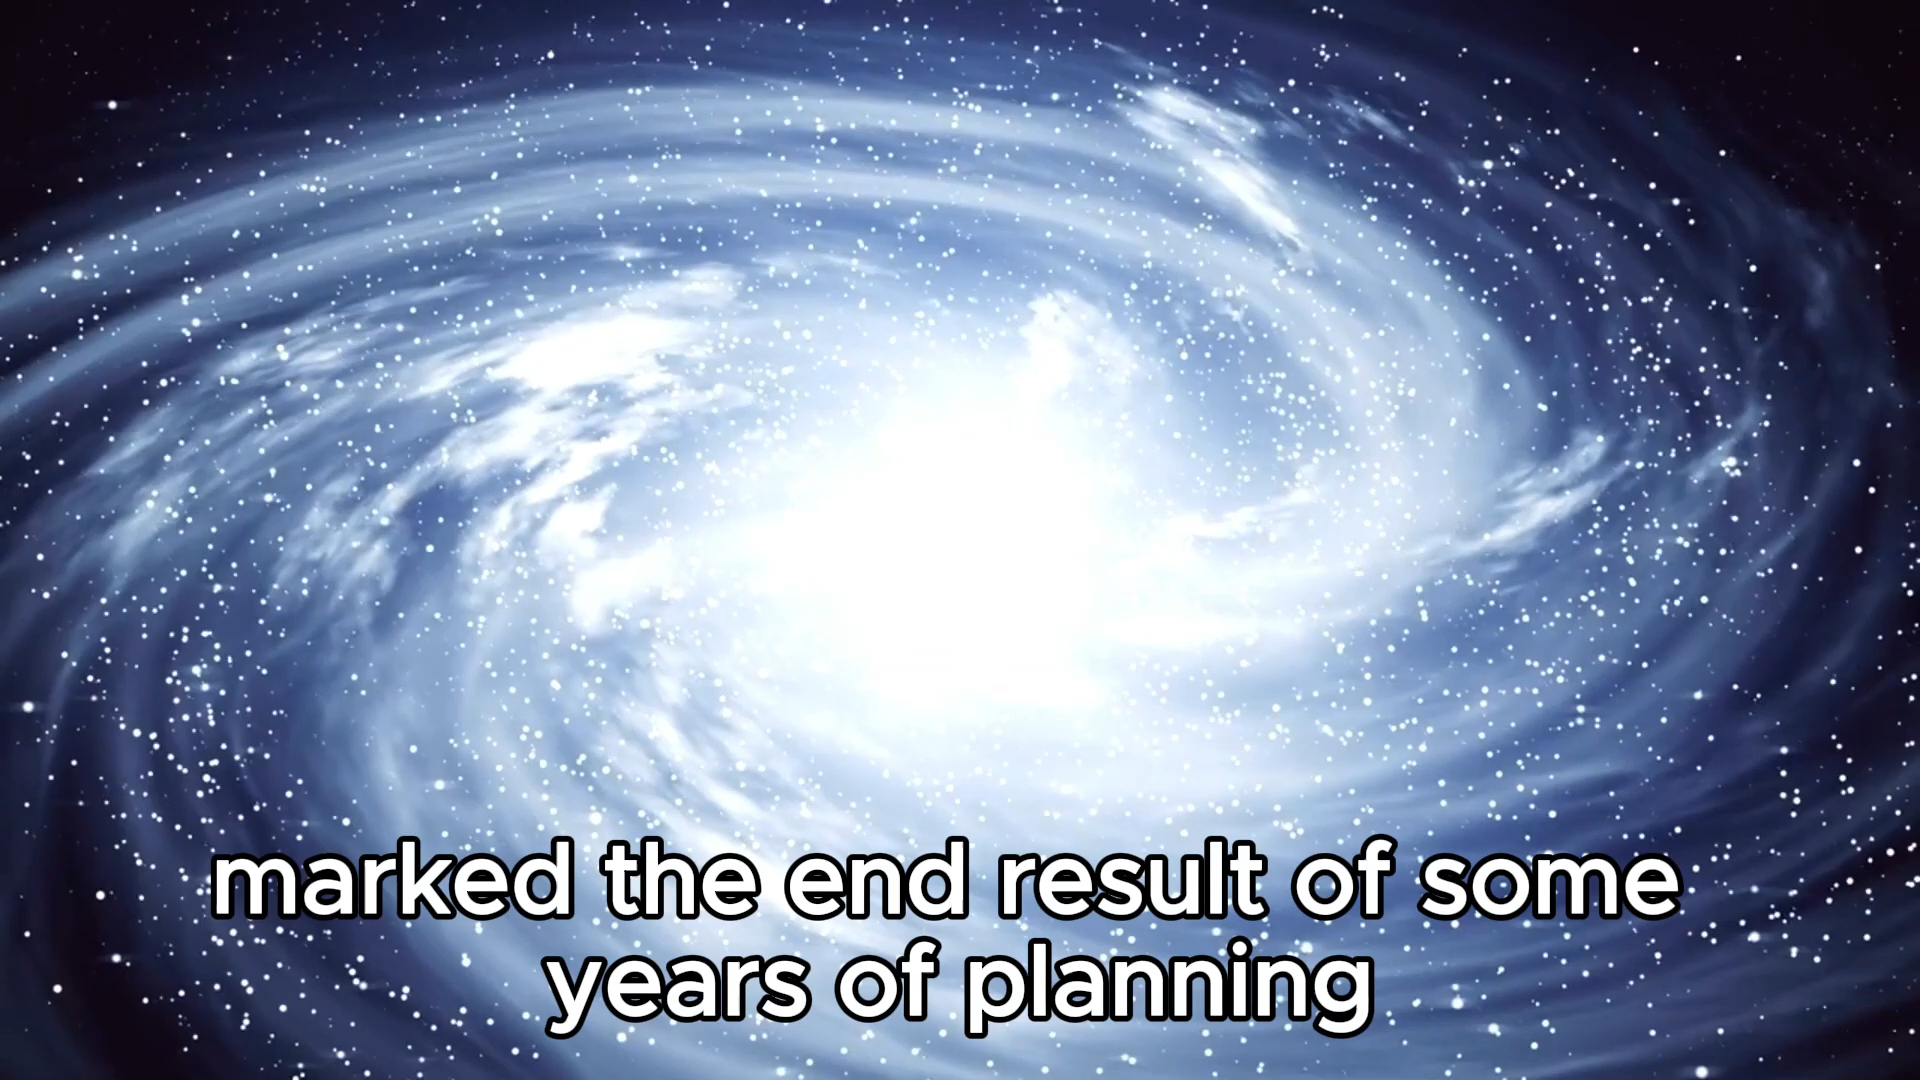 marked the end result of some
years of planning